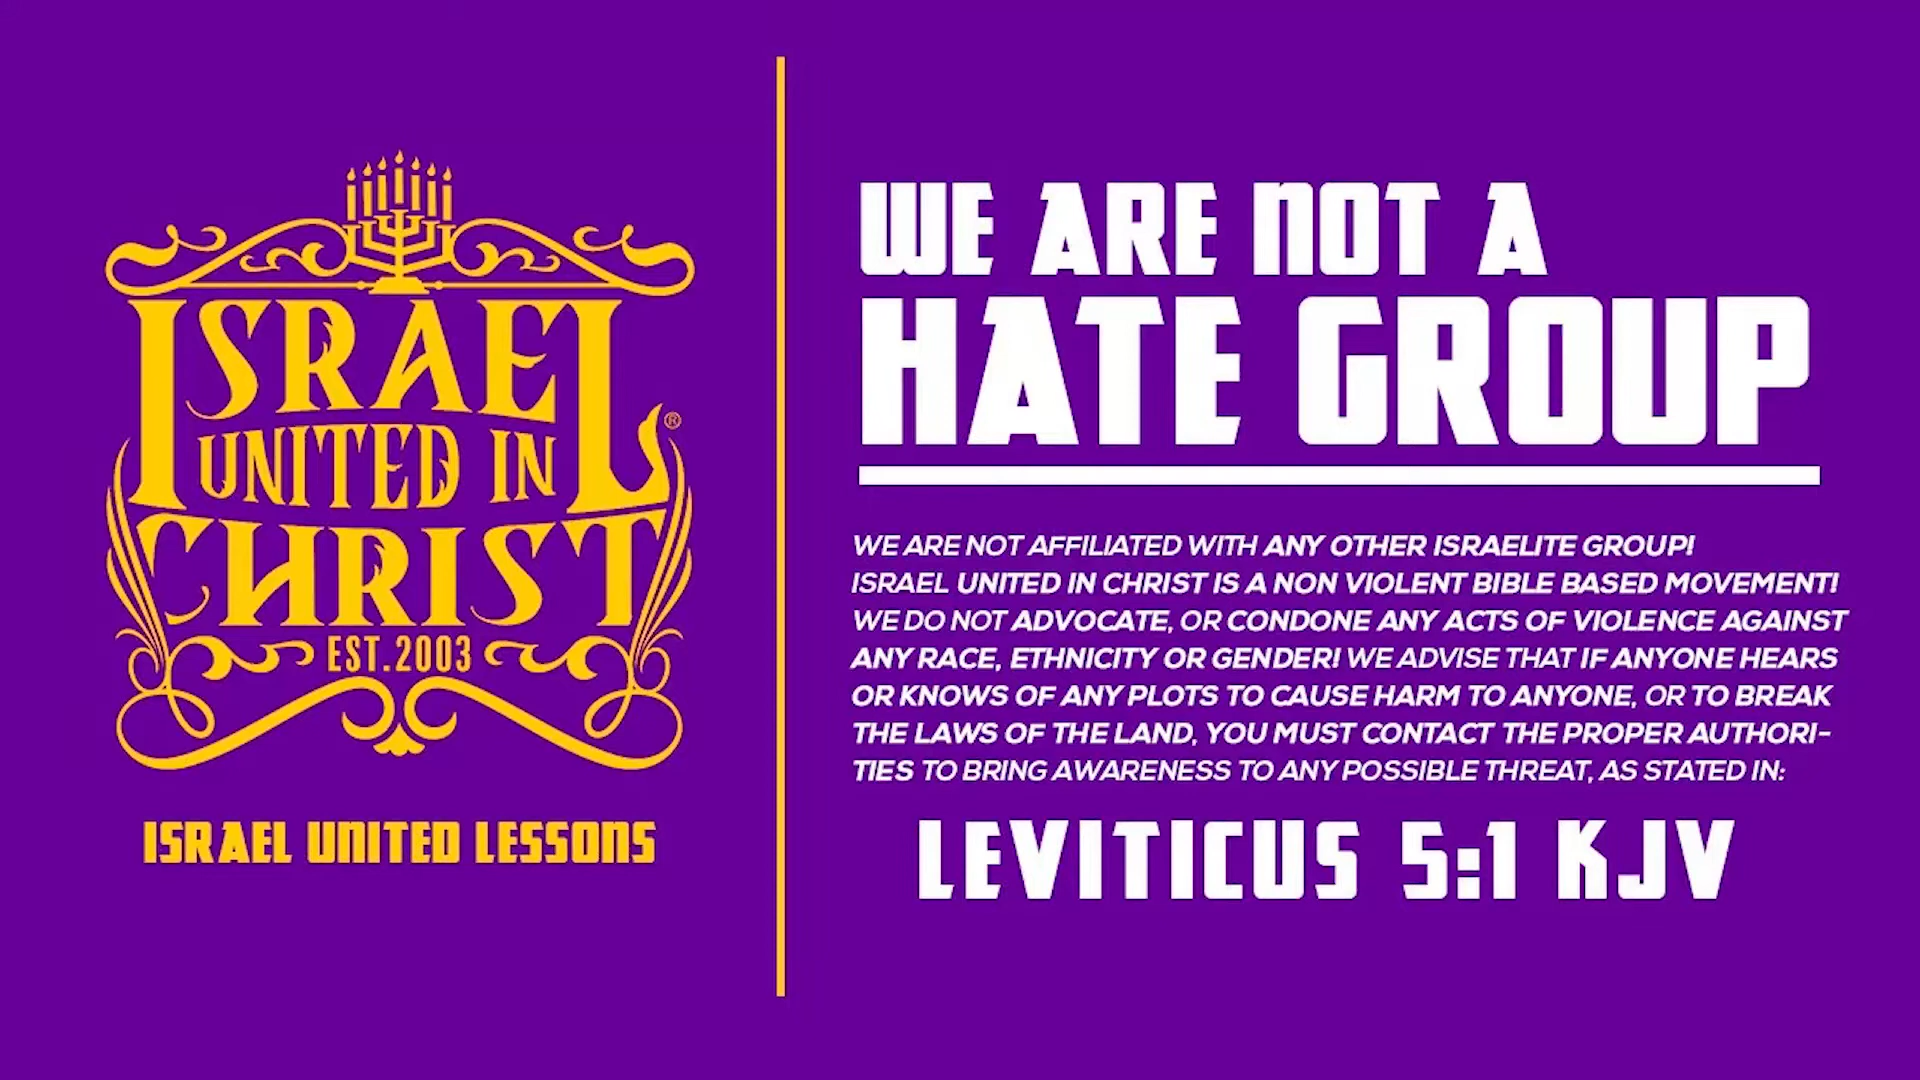 ISRAEL
UNITED IN
CHRIST
®
EST.2003
ISRAEL UNITED LESSONS
WE ARE NOT A
HATE GROUP
WE ARE NOT AFFILIATED WITH ANY OTHER ISRAELITE GROUP!
ISRAEL UNITED IN CHRIST IS A NON VIOLENT BIBLE BASED MOVEMENT!
WE DO NOT ADVOCATE, OR CONDONE ANY ACTS OF VIOLENCE AGAINST
ANY RACE, ETHNICITY OR GENDER! WE ADVISE THAT IF ANYONE HEARS
OR KNOWS OF ANY PLOTS TO CAUSE HARM TO ANYONE, OR TO BREAK
THE LAWS OF THE LAND, YOU MUST CONTACT THE PROPER AUTHORI-
TIES TO BRING AWARENESS TO ANY POSSIBLE THREAT, AS STATED IN:
LEVITICUS 5:1 KJV